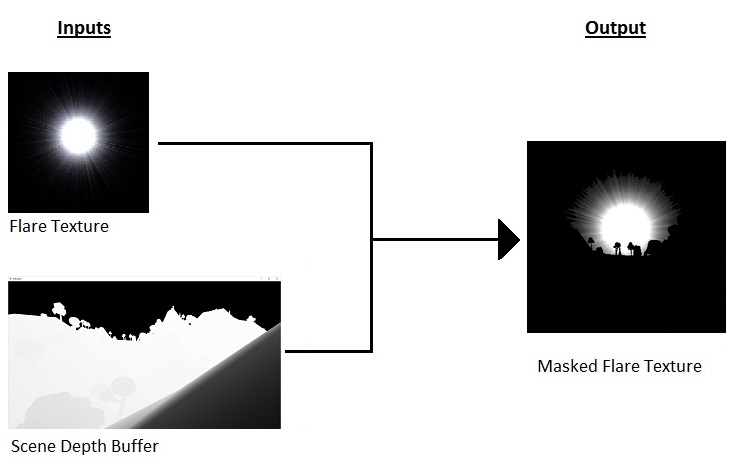 Inputs
Output
Flare Texture
Masked Flare Texture
Scene Depth Buffer